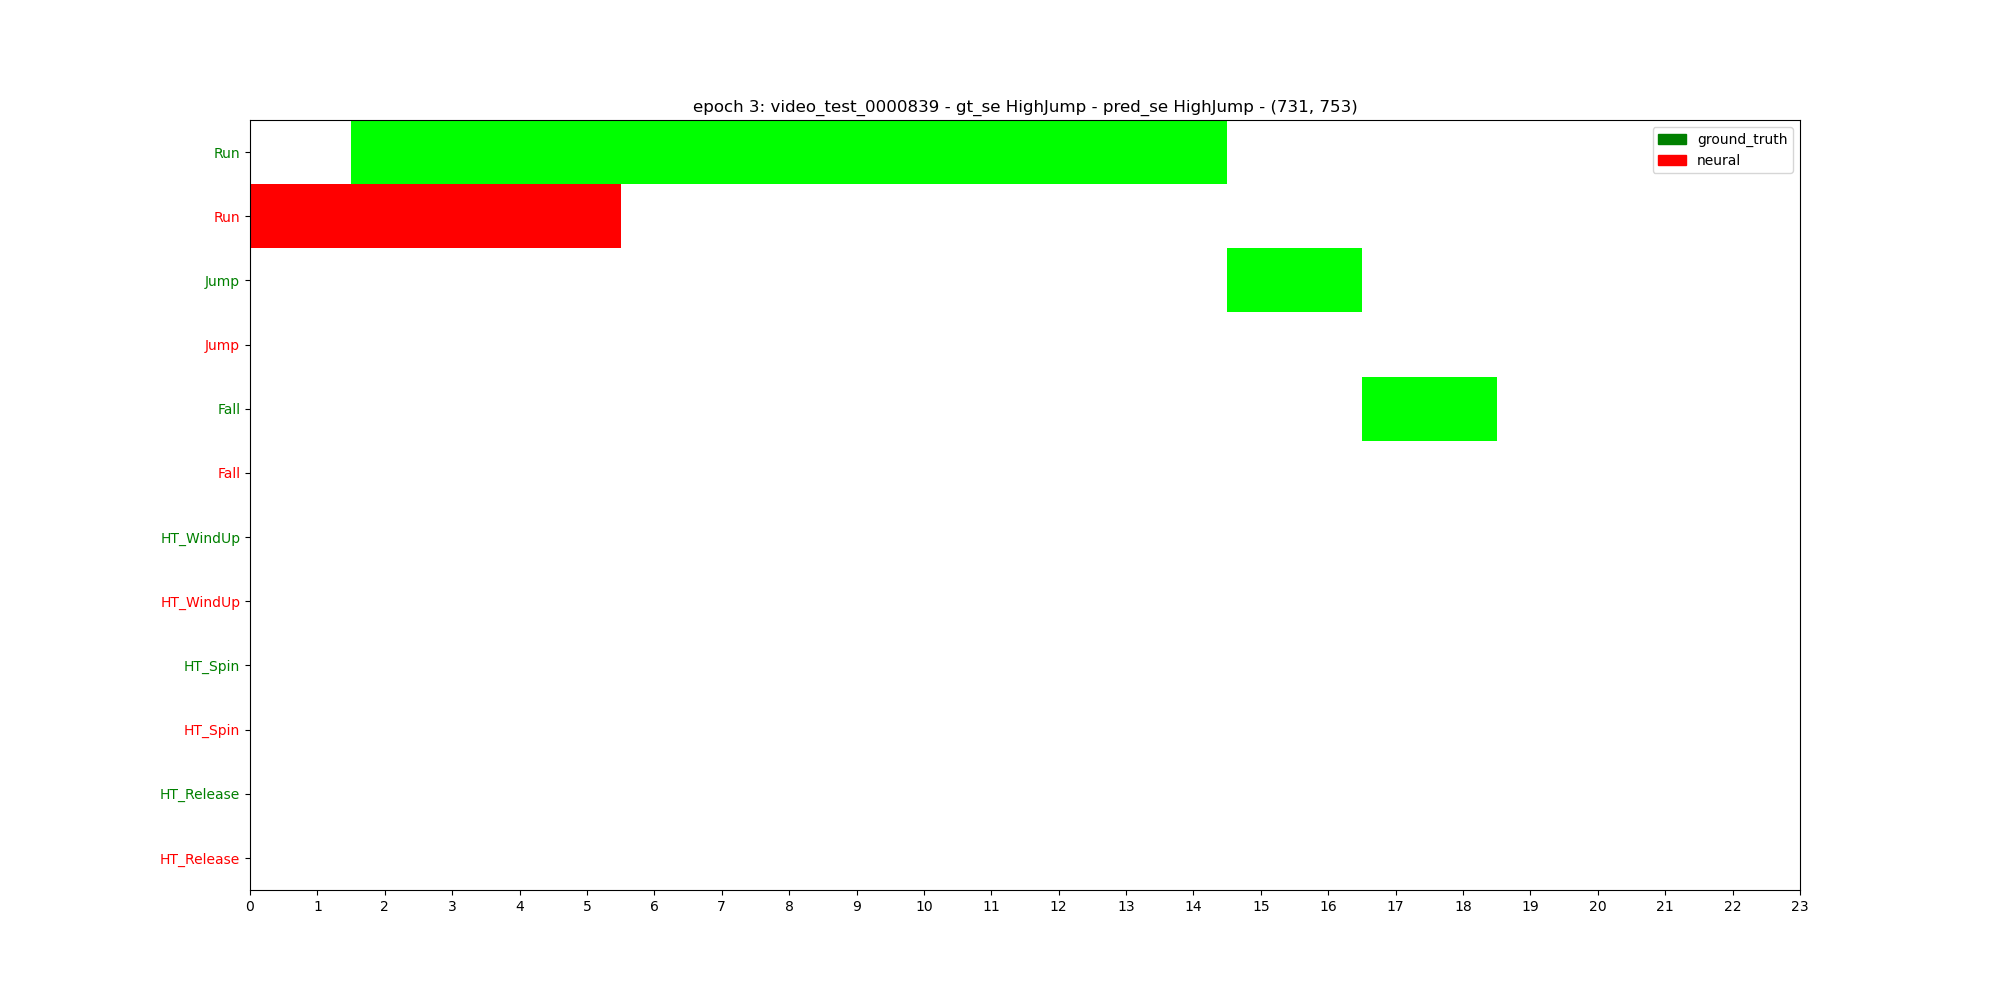 epoch 3: video_test_0000839 - gt_se HighJump - pred_se HighJump - (731, 753)
ground_truth
neural
Run
Run
Jump
Jump
Fall
Fall
HT_WindUp
HT_WindUp
HT_Spin
HT_Spin
HT_Release
HT_Release
0 1 2 3 4 5 6 7 8 9 10 11 12 13 14 15 16 17 18 19 20 21 22 23